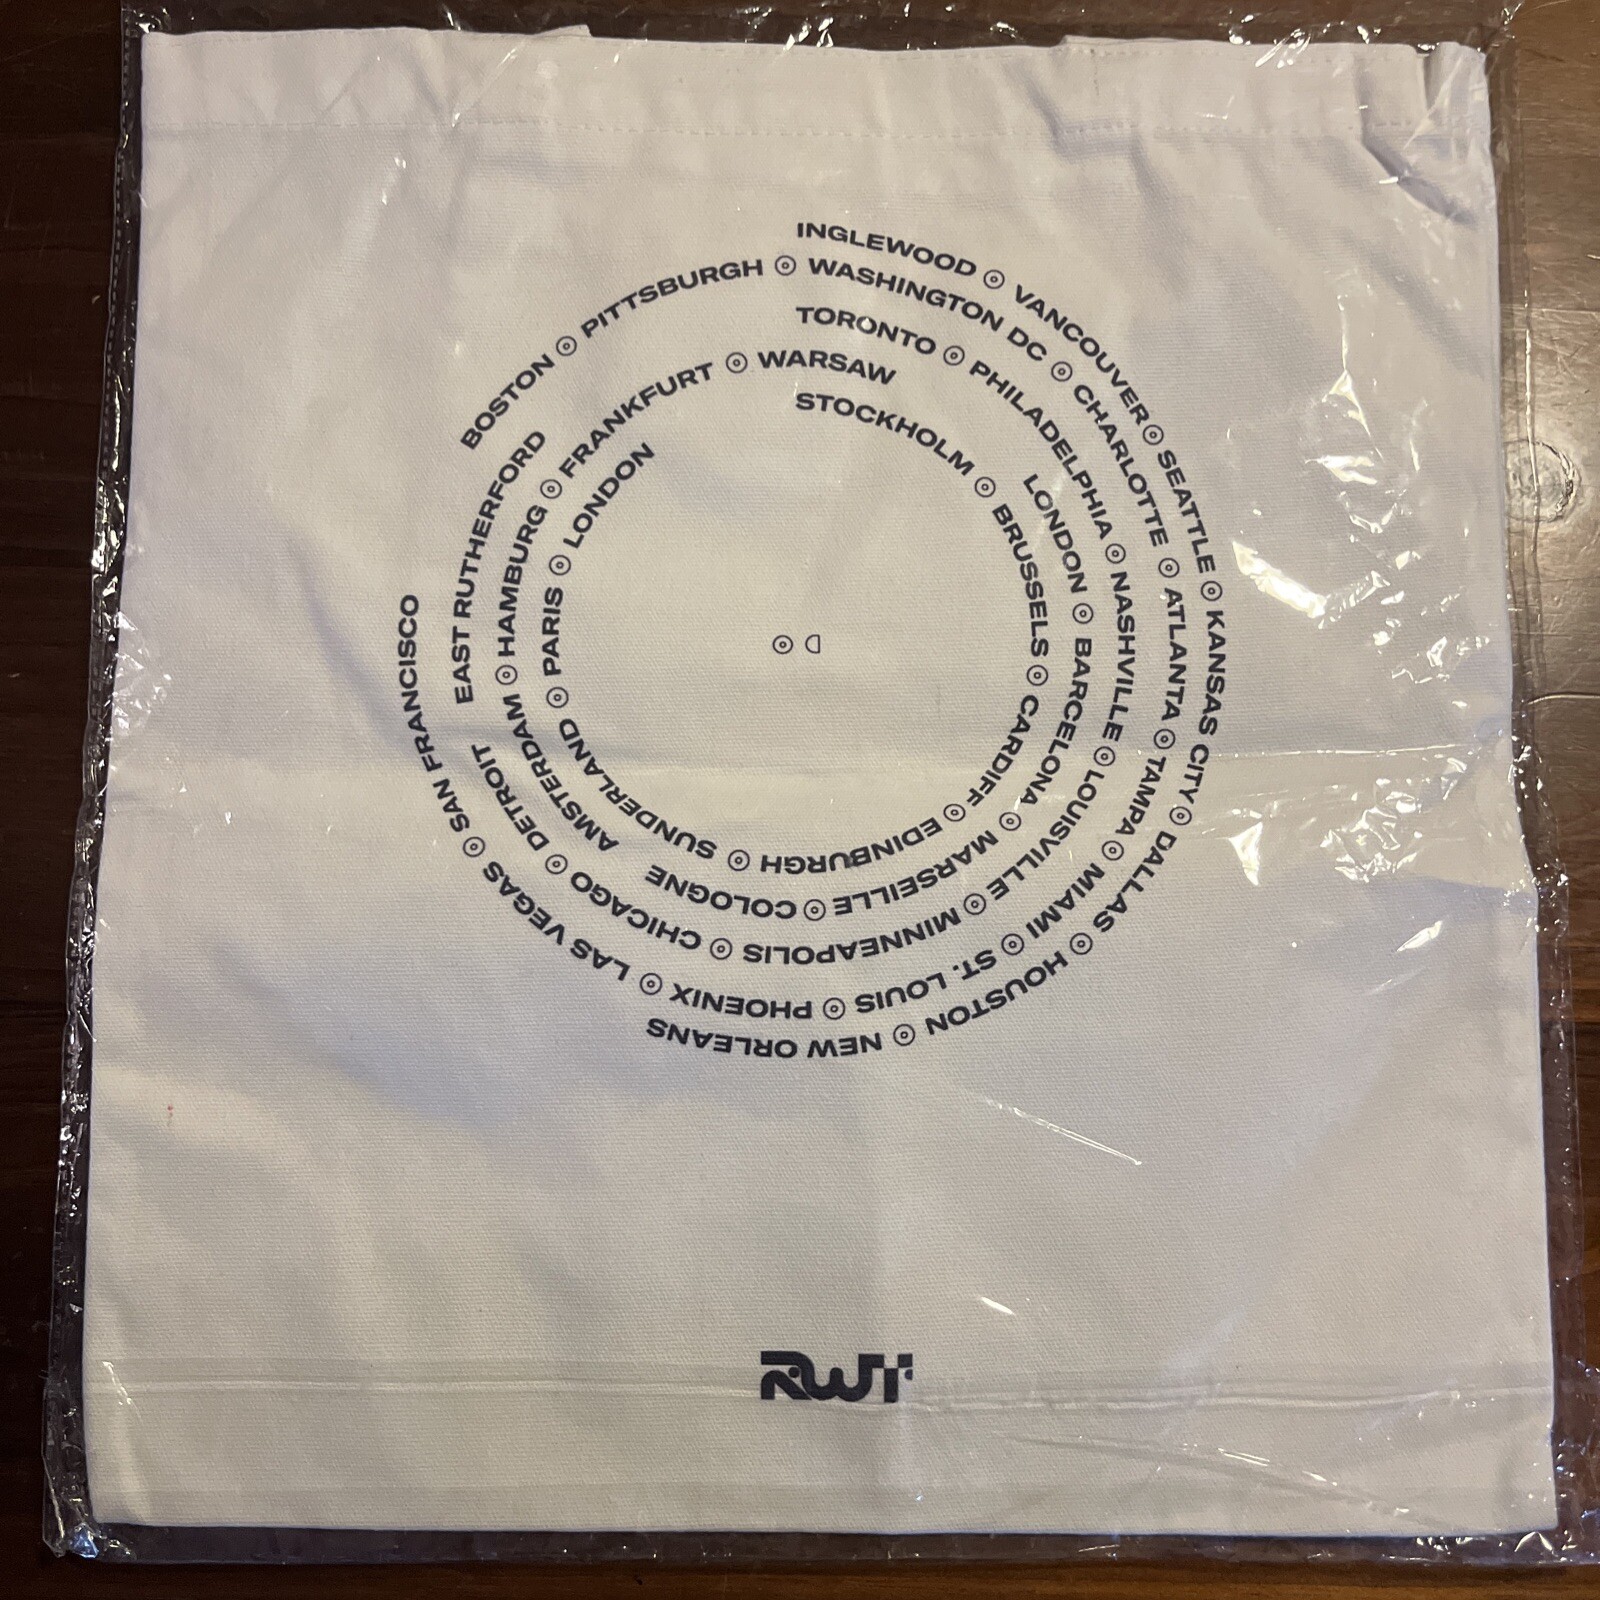 INGLEWOOD ⦾ VANCOUVER ⦾ SEATTLE ⦾ KANSAS CITY ⦾ DALLAS ⦾ HOUSTON ⦾ NEW ORLEANS
BOSTON ⦾ PITTSBURGH ⦾ WASHINGTON DC ⦾ CHARLOTTE ⦾ ATLANTA ⦾ TAMPA ⦾ MIAMI ⦾ ST. LOUIS ⦾ PHOENIX ⦾ LAS VEGAS ⦾ SAN FRANCISCO
TORONTO ⦾ PHILADELPHIA ⦾ NASHVILLE ⦾ LOUISVILLE ⦾ MINNEAPOLIS ⦾ CHICAGO ⦾ DETROIT
EAST RUTHERFORD
AMSTERDAM ⦾ HAMBURG ⦾ FRANKFURT ⦾ WARSAW
LONDON ⦾ BARCELONA ⦾ MARSEILLE ⦾ COLOGNE
STOCKHOLM ⦾ BRUSSELS ⦾ CARDIFF ⦾ EDINBURGH ⦾ SUNDERLAND ⦾ PARIS ⦾ LONDON
RWT